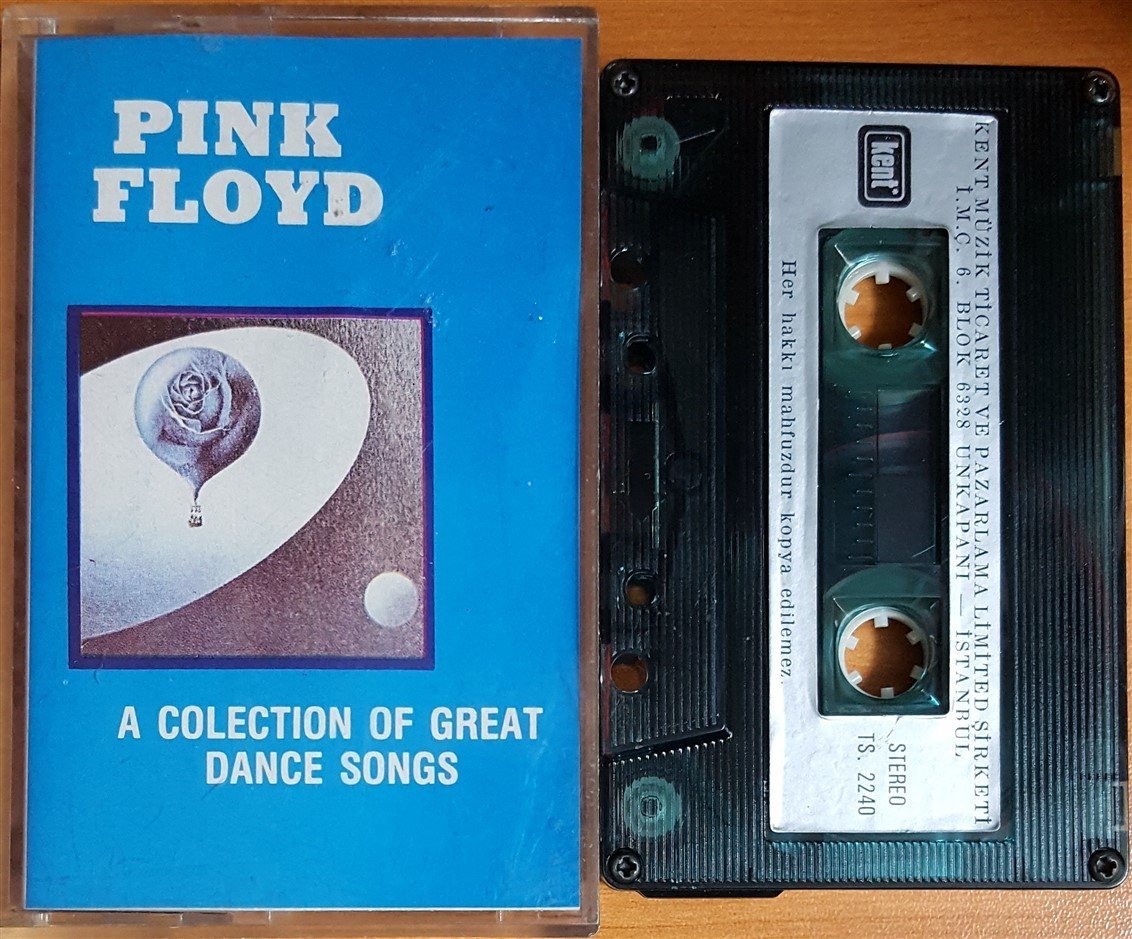 PINK
FLOYD
A COLECTION OF GREAT
DANCE SONGS
kent
KENT MÜZİK TİCARET VE PAZARLAMA LİMİTED ŞİRKETİ
İ.M.Ç. 6. BLOK 6328 UNKAPANI — İSTANBUL
Her hakkı mahfuzdur kopya edilemez.
STEREO
TS. 2240